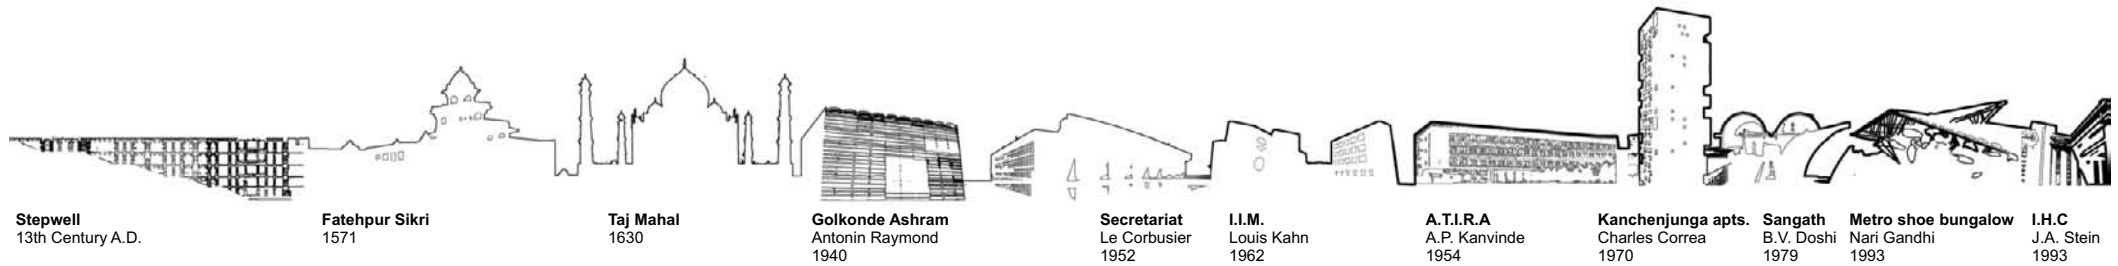 Stepwell
13th Century A.D.
Fatehpur Sikri
1571
Taj Mahal
1630
Golkonde Ashram
Antonin Raymond
1940
Secretariat
Le Corbusier
1952
I.I.M.
Louis Kahn
1962
A.T.I.R.A
A.P. Kanvinde
1954
Kanchenjunga apts.
Charles Correa
1970
Sangath
B.V. Doshi
1979
Metro shoe bungalow
Nari Gandhi
1993
I.H.C
J.A. Stein
1993